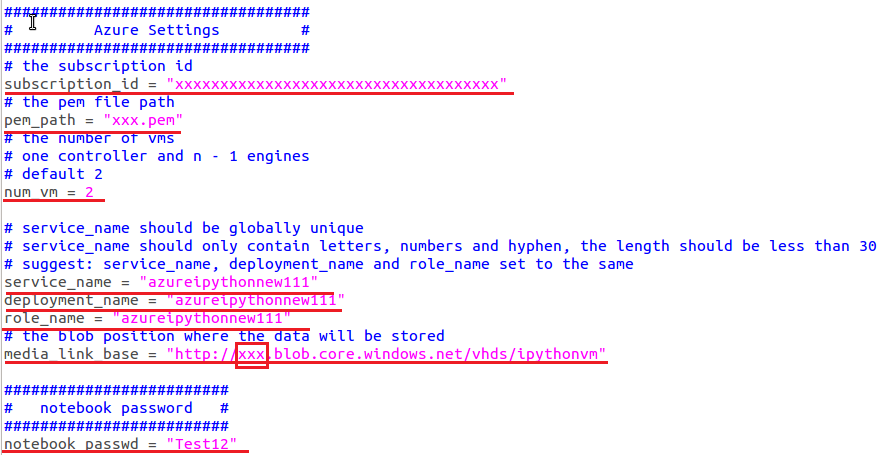 ##################################
#         Azure Settings         #
##################################
# the subscription id
subscription_id = "xxxxxxxxxxxxxxxxxxxxxxxxxxxxxxxxxxxx"
# the pem file path
pem_path = "xxx.pem"
# the number of vms
# one controller and n - 1 engines
# default 2
num_vm = 2
# service_name should be globally unique
# service_name should only contain letters, numbers and hyphen, the length should be less than 30
# suggest: service_name, deployment_name and role_name set to the same
service_name = "azureipythonnew111"
deployment_name = "azureipythonnew111"
role_name = "azureipythonnew111"
# the blob position where the data will be stored
media_link_base = "http://xxx.blob.core.windows.net/vhds/ipythonvm"
#########################
#   notebook password   #
#########################
notebook_passwd = "Test12"